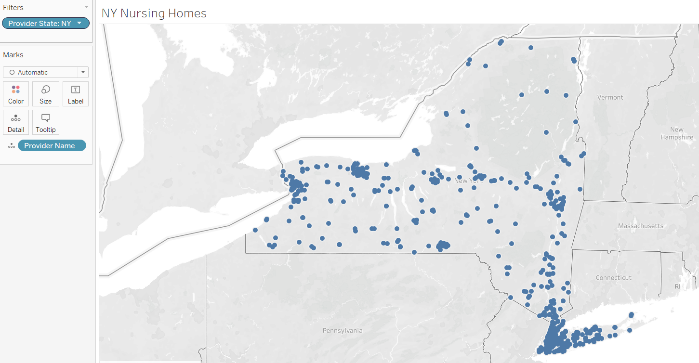 Filters
Provider State: NY
Marks
Automatic
Color
Size
Label
Detail
Tooltip
Provider Name
NY Nursing Homes
Vermont
New
Hampshire
Massachusetts
Connecticut
RI
Pennsylvania